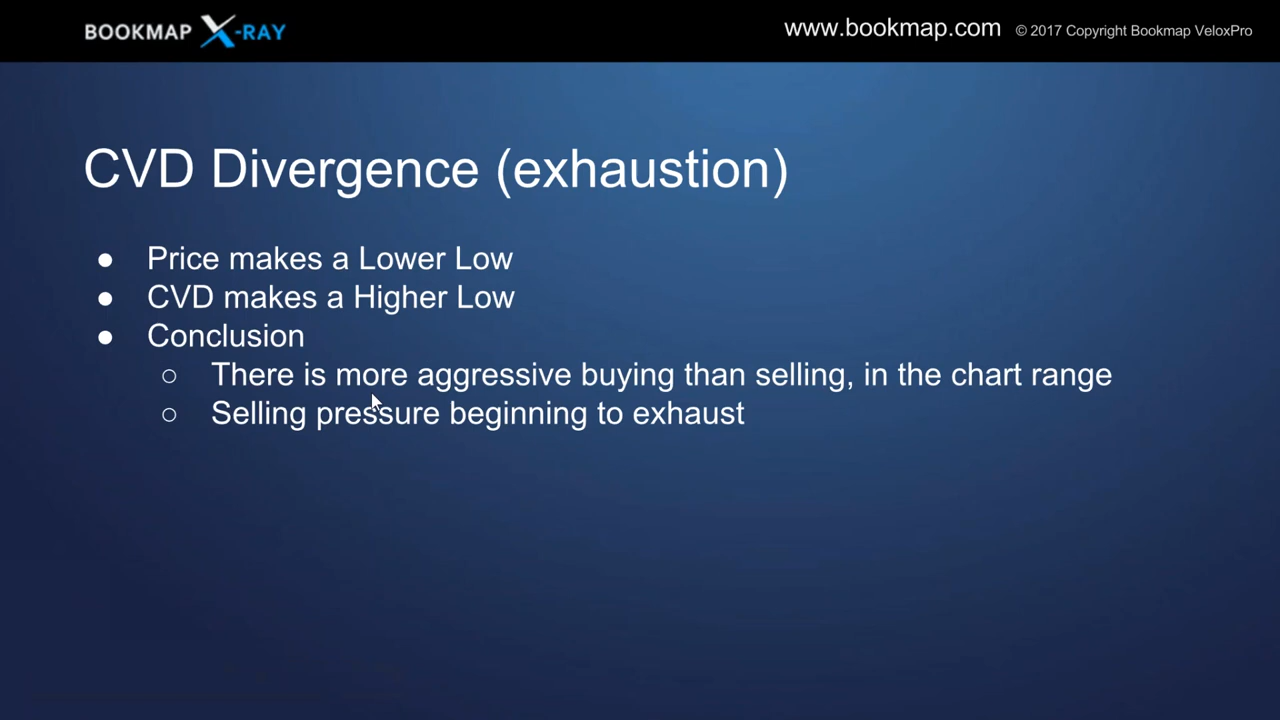 BOOKMAP X-RAY
www.bookmap.com © 2017 Copyright Bookmap VeloxPro
CVD Divergence (exhaustion)
● Price makes a Lower Low
● CVD makes a Higher Low
● Conclusion
○ There is more aggressive buying than selling, in the chart range
○ Selling pressure beginning to exhaust